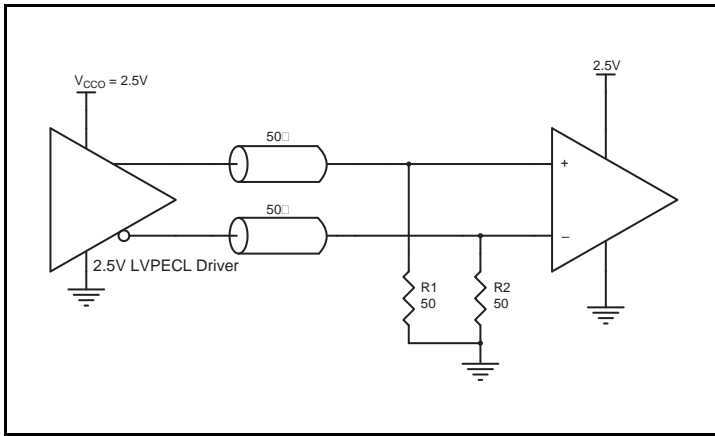 V_CCO = 2.5V
2.5V
50□
50□
+
–
2.5V LVPECL Driver
R1
50
R2
50